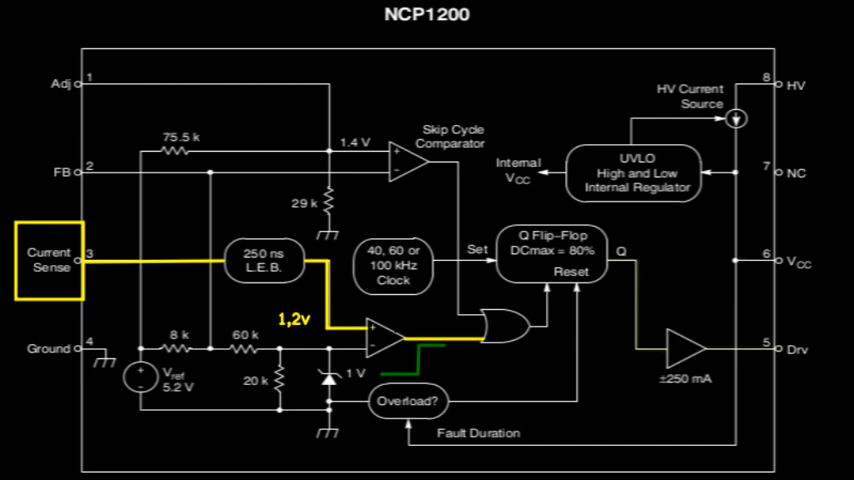 NCP1200
Adj
1
8
HV
HV Current
Source
75.5 k
1.4 V
Skip Cycle
Comparator
+
-
FB
2
Internal
VCC
UVLO
High and Low
Internal Regulator
7
NC
29 k
Current
Sense
3
250 ns
L.E.B.
40, 60 or
100 kHz
Clock
Set
Q Flip-Flop
DCmax = 80%
Reset
Q
6
VCC
1,2v
+
-
Ground
4
8 k
60 k
5
Drv
+
-
Vref
5.2 V
20 k
1 V
±250 mA
Overload?
Fault Duration